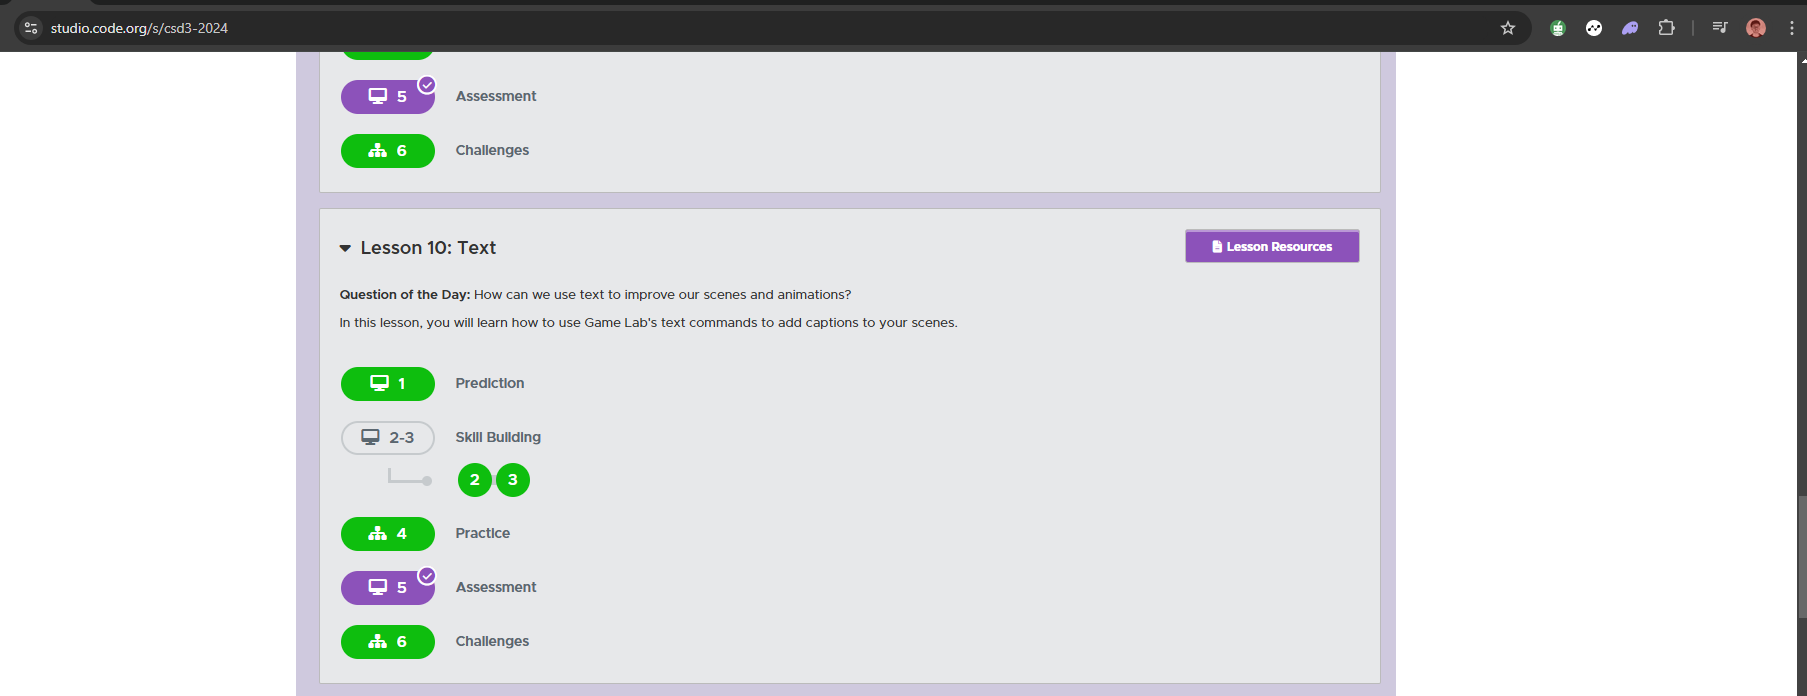 studio.code.org/s/csd3-2024
5 Assessment
6 Challenges
Lesson 10: Text
Lesson Resources
Question of the Day: How can we use text to improve our scenes and animations?
In this lesson, you will learn how to use Game Lab's text commands to add captions to your scenes.
1 Prediction
2-3 Skill Building
2 3
4 Practice
5 Assessment
6 Challenges